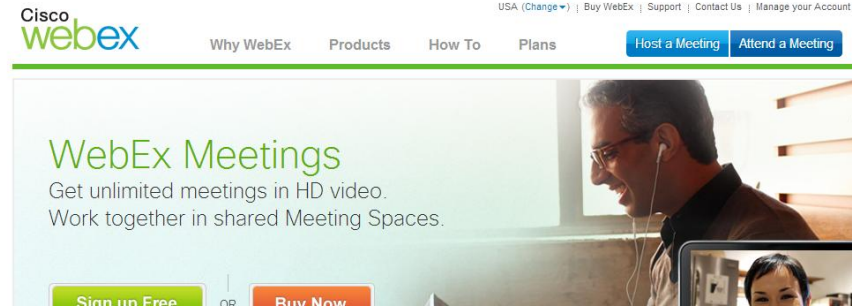 USA (Change) | Buy WebEx | Support | Contact Us | Manage your Account
Cisco
webex
Why WebEx Products How To Plans Host a Meeting Attend a Meeting
WebEx Meetings
Get unlimited meetings in HD video.
Work together in shared Meeting Spaces.
Sign up Free OR Buy Now